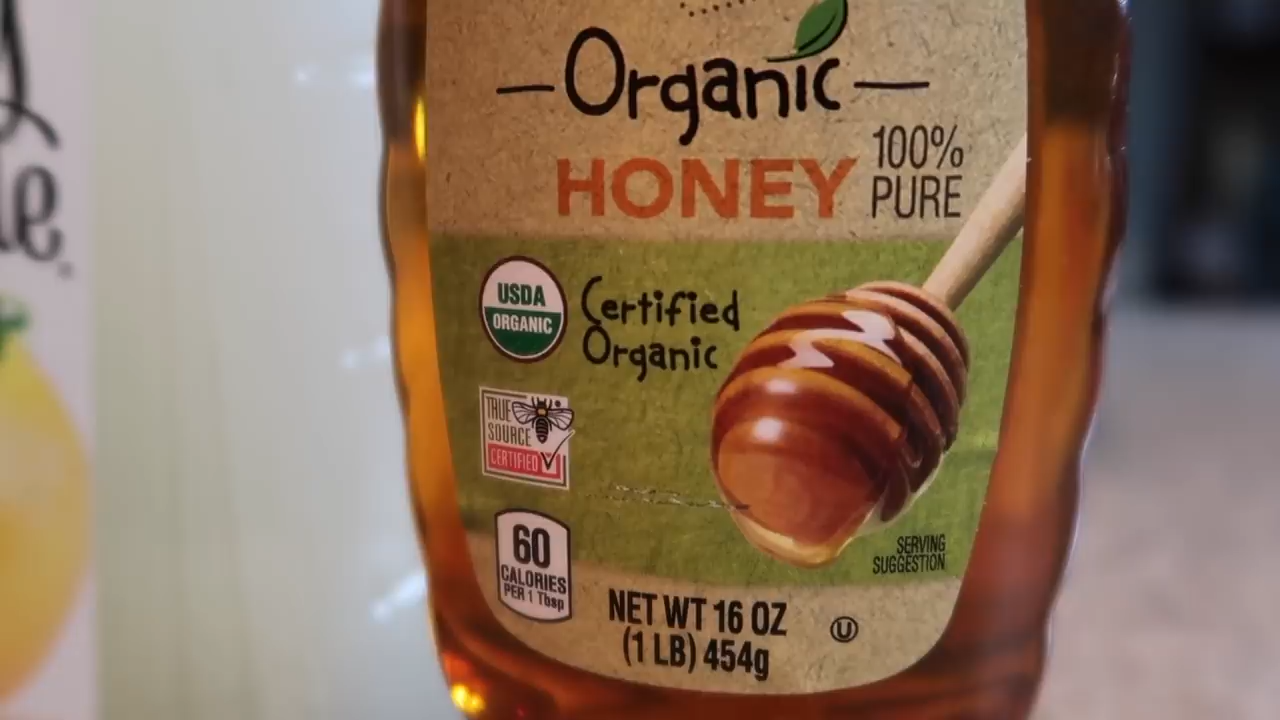 Organic
HONEY
100%
PURE
USDA
ORGANIC
Certified
Organic
TRUE
SOURCE
CERTIFIED
60
CALORIES
PER 1 Tbsp
SERVING
SUGGESTION
NET WT 16 OZ
(1 LB) 454g
U